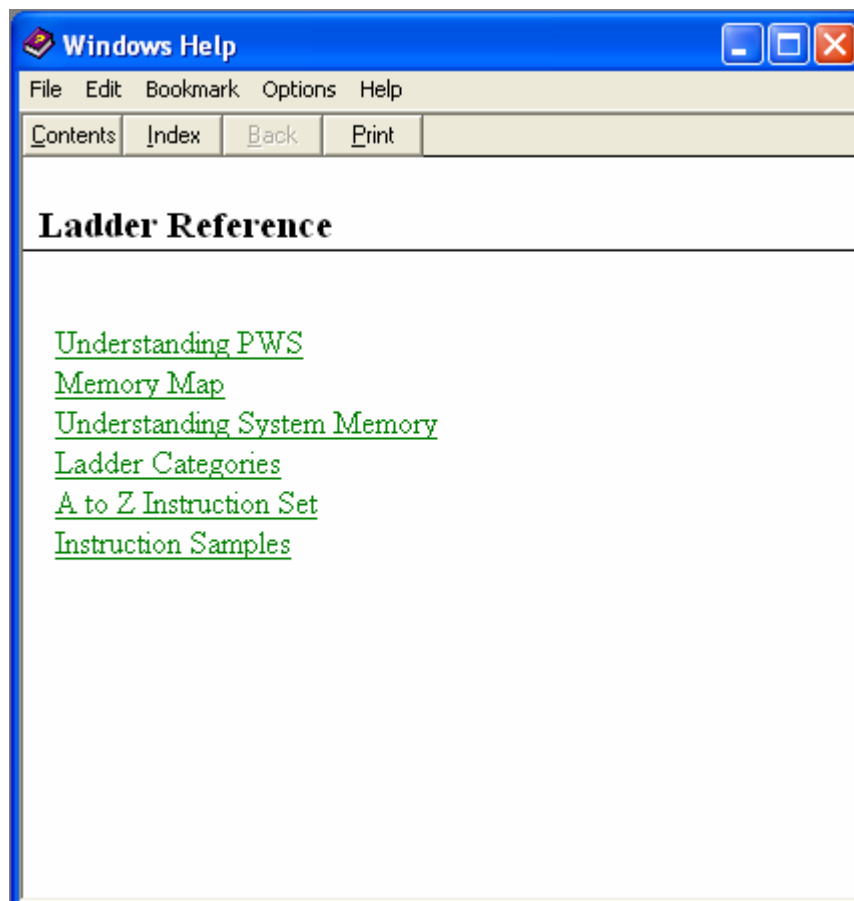 Windows Help
File Edit Bookmark Options Help
Contents Index Back Print
Ladder Reference
Understanding PWS
Memory Map
Understanding System Memory
Ladder Categories
A to Z Instruction Set
Instruction Samples